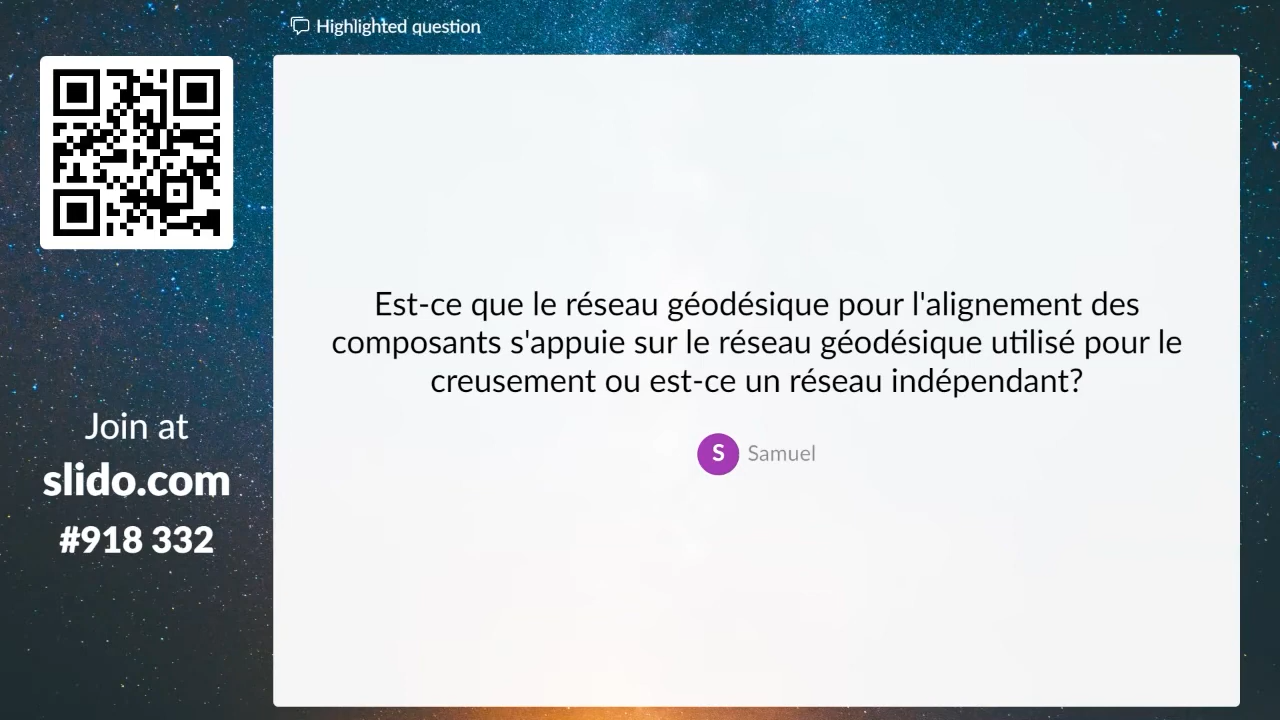 Highlighted question
Est-ce que le réseau géodésique pour l'alignement des
composants s'appuie sur le réseau géodésique utilisé pour le
creusement ou est-ce un réseau indépendant?
S Samuel
Join at
slido.com
#918 332